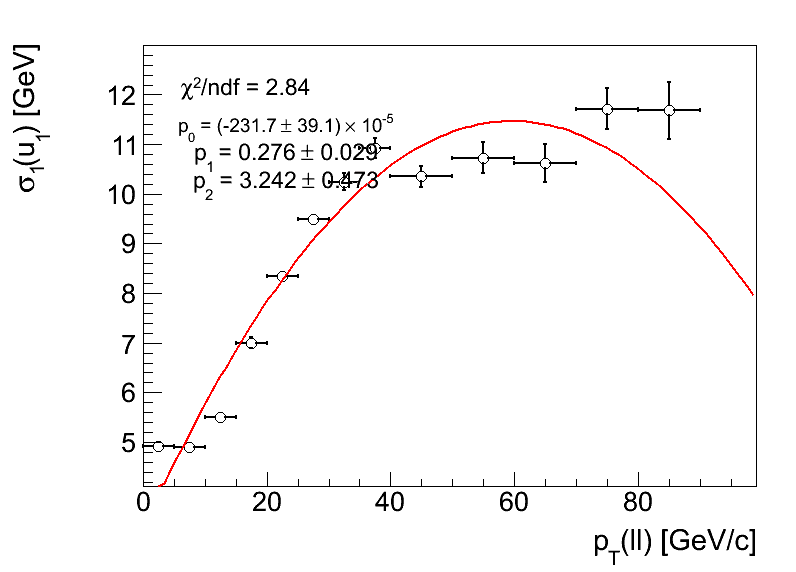 σ₁(u₁) [GeV]
12
11
10
9
8
7
6
5
χ²/ndf = 2.84
p₀ = (-231.7 ± 39.1) × 10⁻⁵
p₁ = 0.276 ± 0.029
p₂ = 3.242 ± 0.473
0 20 40 60 80
p_T(ll) [GeV/c]